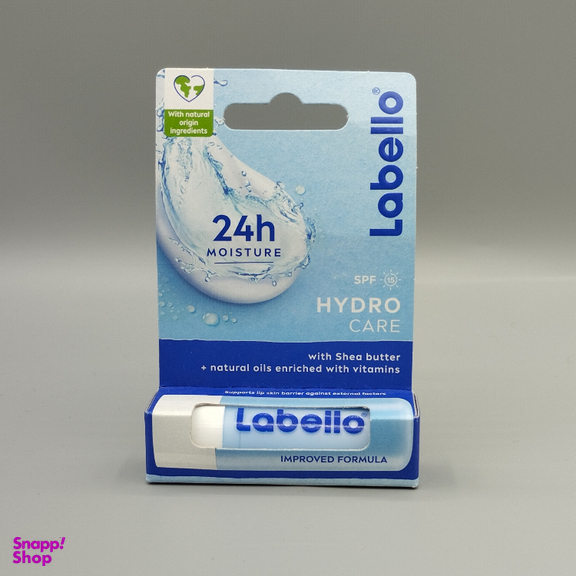 With natural
origin
ingredients
Labello®
24h
MOISTURE
SPF 15
HYDRO
CARE
with Shea butter
+ natural oils enriched with vitamins
Supports lip skin barrier against external factors
Labello®
IMPROVED FORMULA
Snapp!
Shop